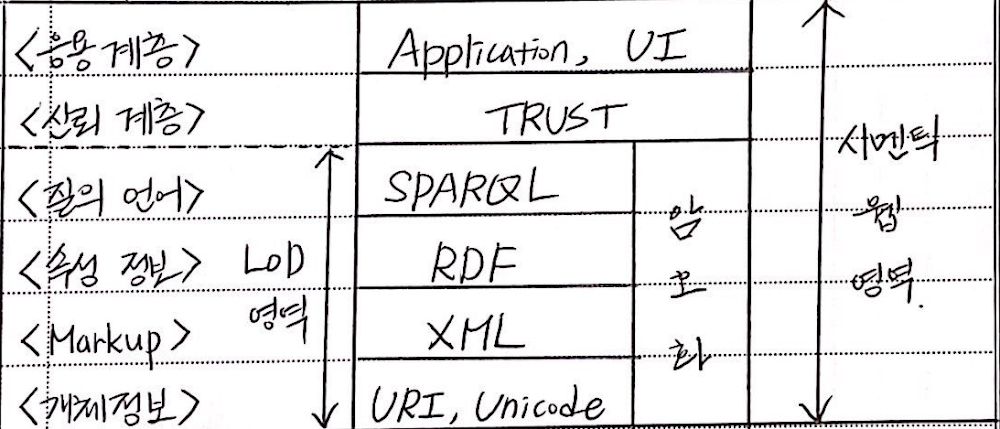 <응용계층> Application, UI
<신뢰 계층> TRUST
<질의 언어> SPARQL
<속성 정보> RDF
<Markup> XML
<개체정보> URI, Unicode
LOD
영역
암
호
화
시멘틱
웹
영역.